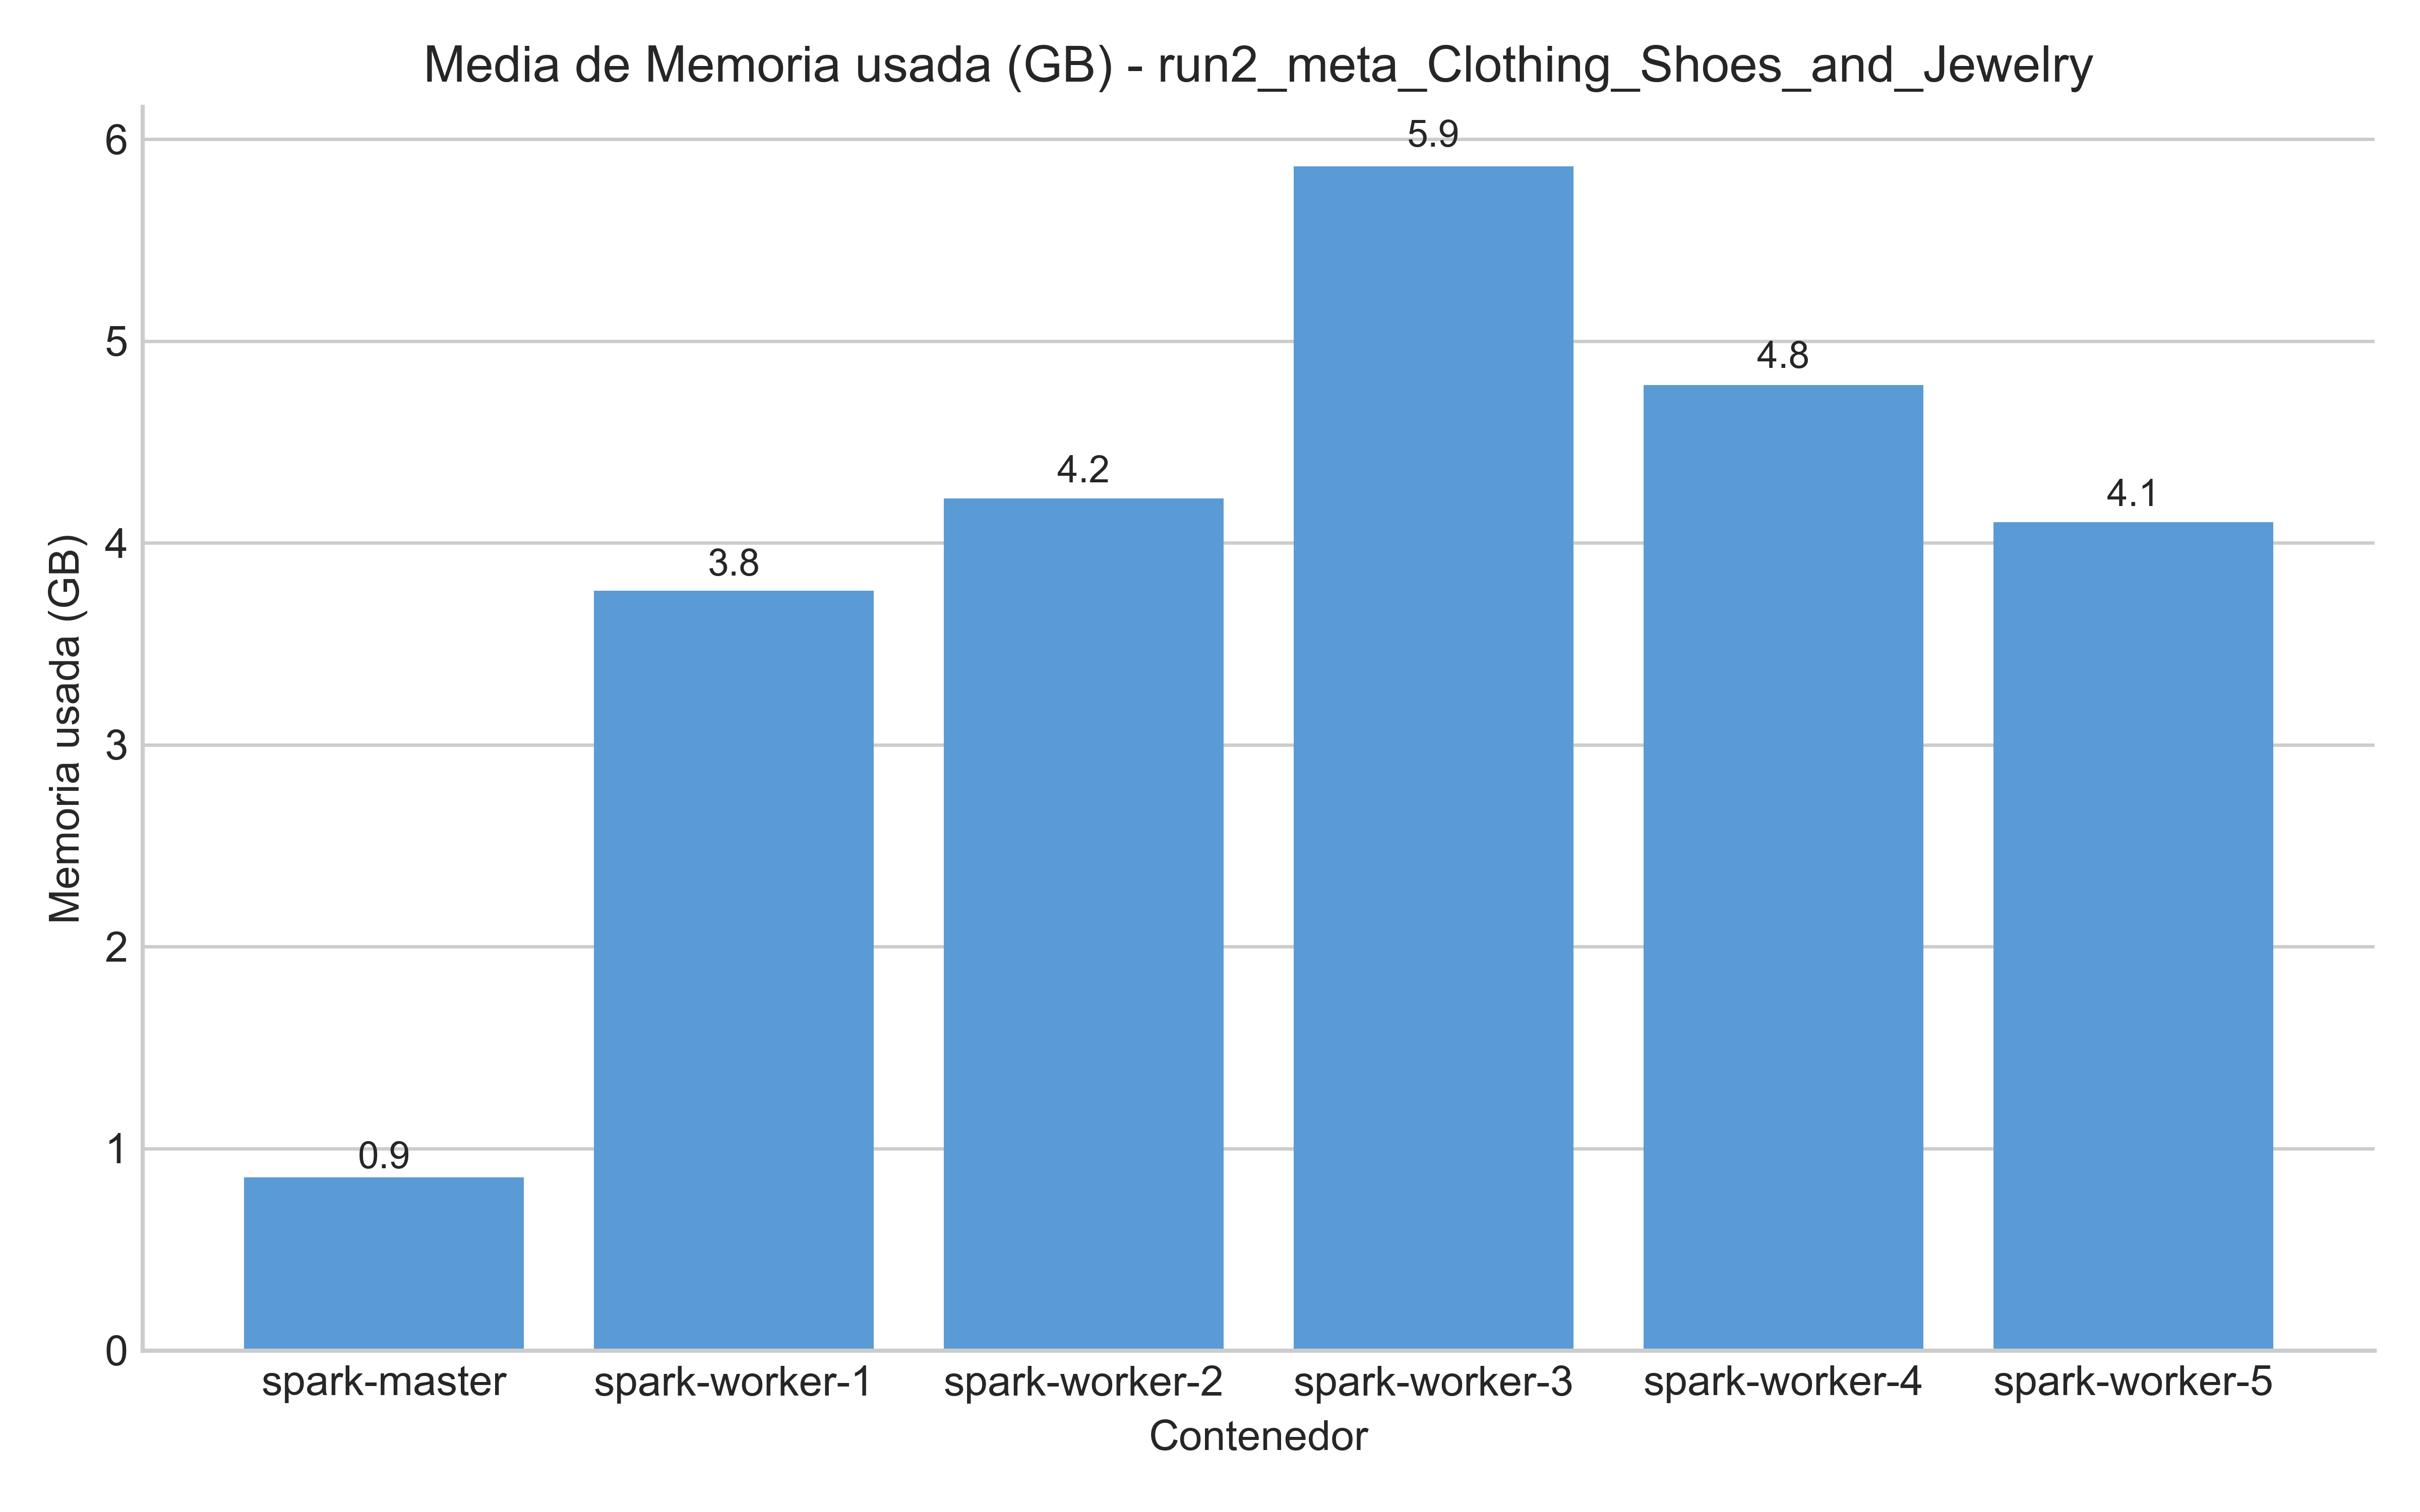 Media de Memoria usada (GB) - run2_meta_Clothing_Shoes_and_Jewelry
Memoria usada (GB)
6
5
4
3
2
1
0
0.9
3.8
4.2
5.9
4.8
4.1
spark-master
spark-worker-1
spark-worker-2
spark-worker-3
spark-worker-4
spark-worker-5
Contenedor